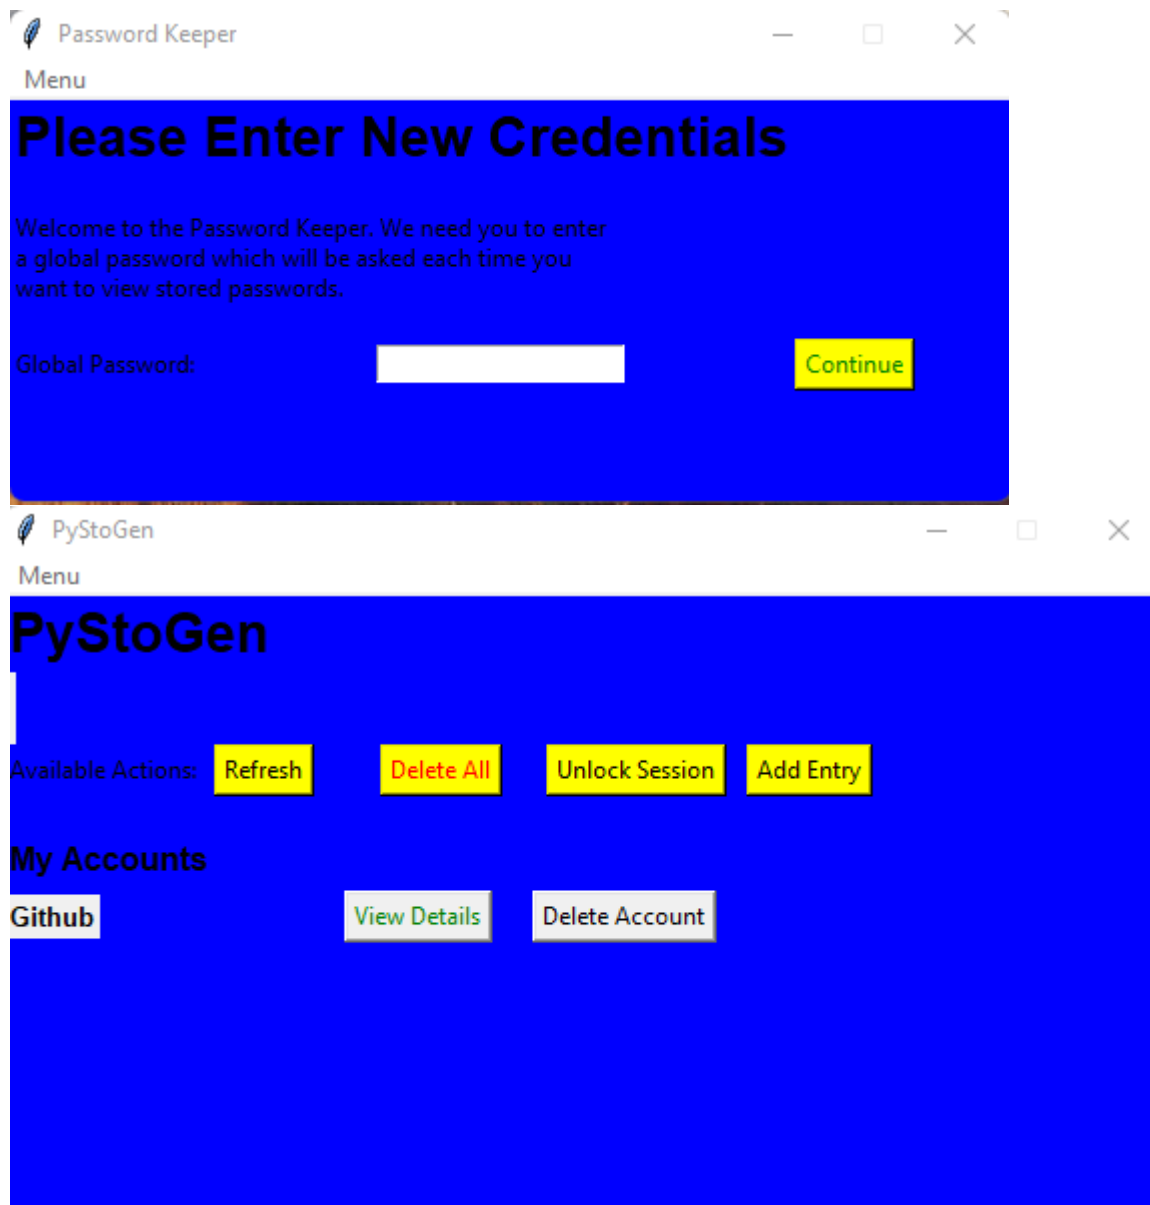 Password Keeper
Menu
Please Enter New Credentials
Welcome to the Password Keeper. We need you to enter
a global password which will be asked each time you
want to view stored passwords.
Global Password:
Continue
PyStoGen
Menu
PyStoGen
Available Actions: Refresh Delete All Unlock Session Add Entry
My Accounts
Github View Details Delete Account